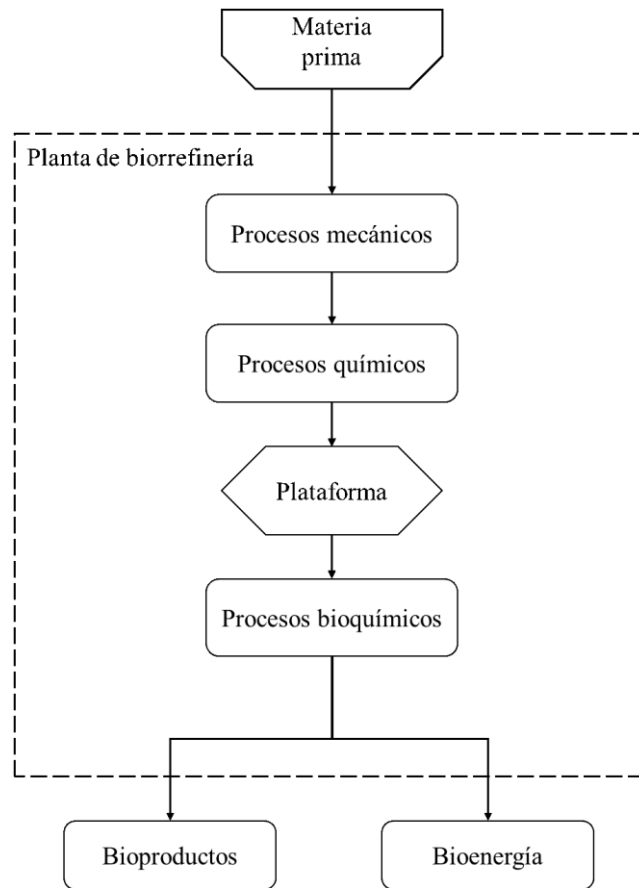 Materia
prima
Planta de biorrefinería
Procesos mecánicos
Procesos químicos
Plataforma
Procesos bioquímicos
Bioproductos
Bioenergía